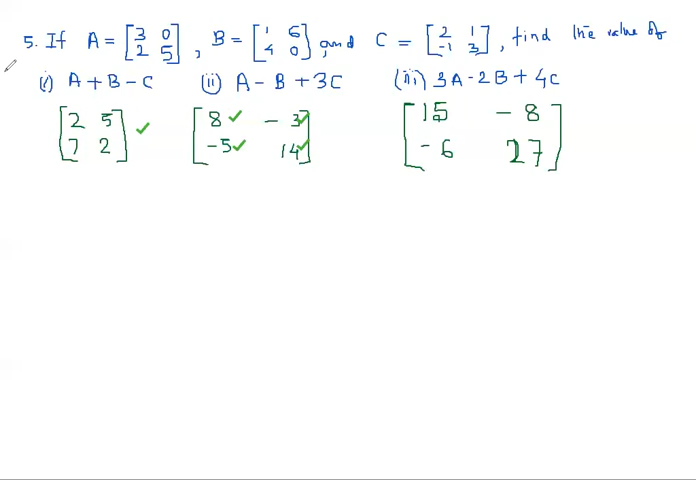 5. If A = [3 0 2 5], B = [1 6 4 0], and C = [2 1 -1 3], find the value of
(i) A + B - C (ii) A - B + 3C (iii) 3A - 2B + 4C
[2 5 7 2] ✓ [8 ✓ - 3 ✓ -5 ✓ 14 ✓] [15 - 8 - 6 27]